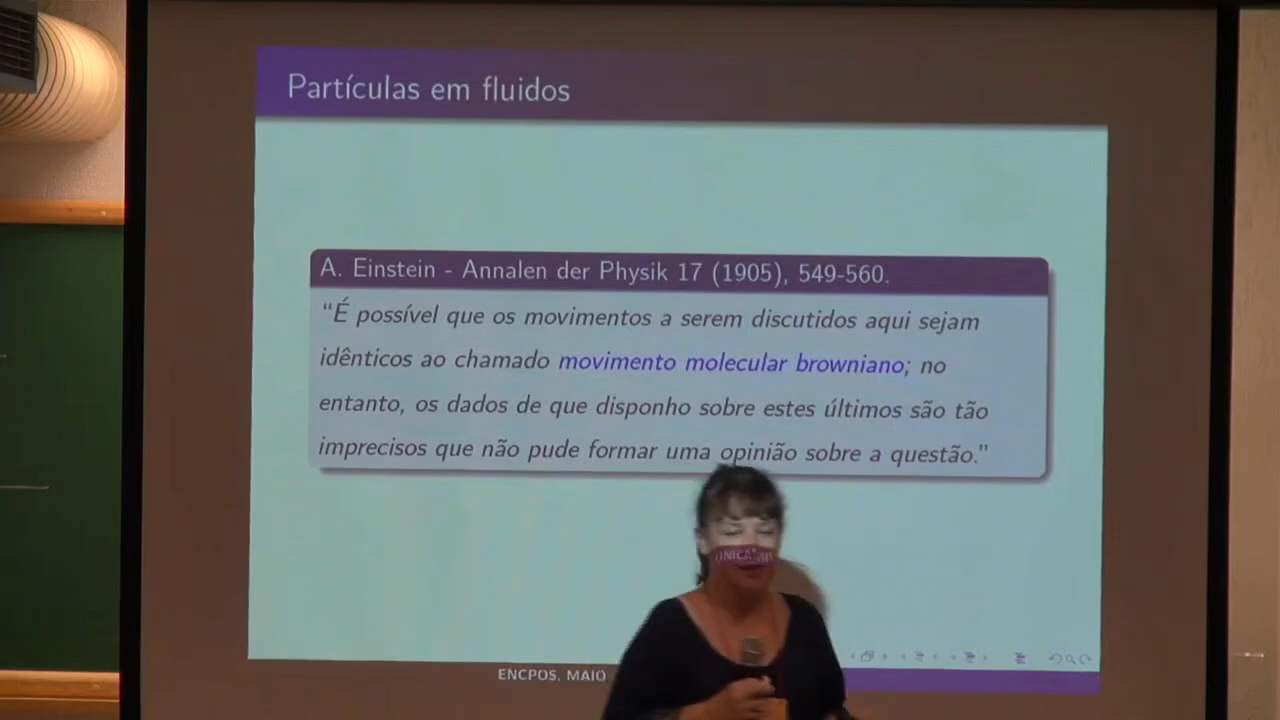 Partículas em fluidos
A. Einstein - Annalen der Physik 17 (1905), 549-560.
“É possível que os movimentos a serem discutidos aqui sejam
idênticos ao chamado movimento molecular browniano; no
entanto, os dados de que disponho sobre estes últimos são tão
imprecisos que não pude formar uma opinião sobre a questão.”
ENCPOS, MAIO